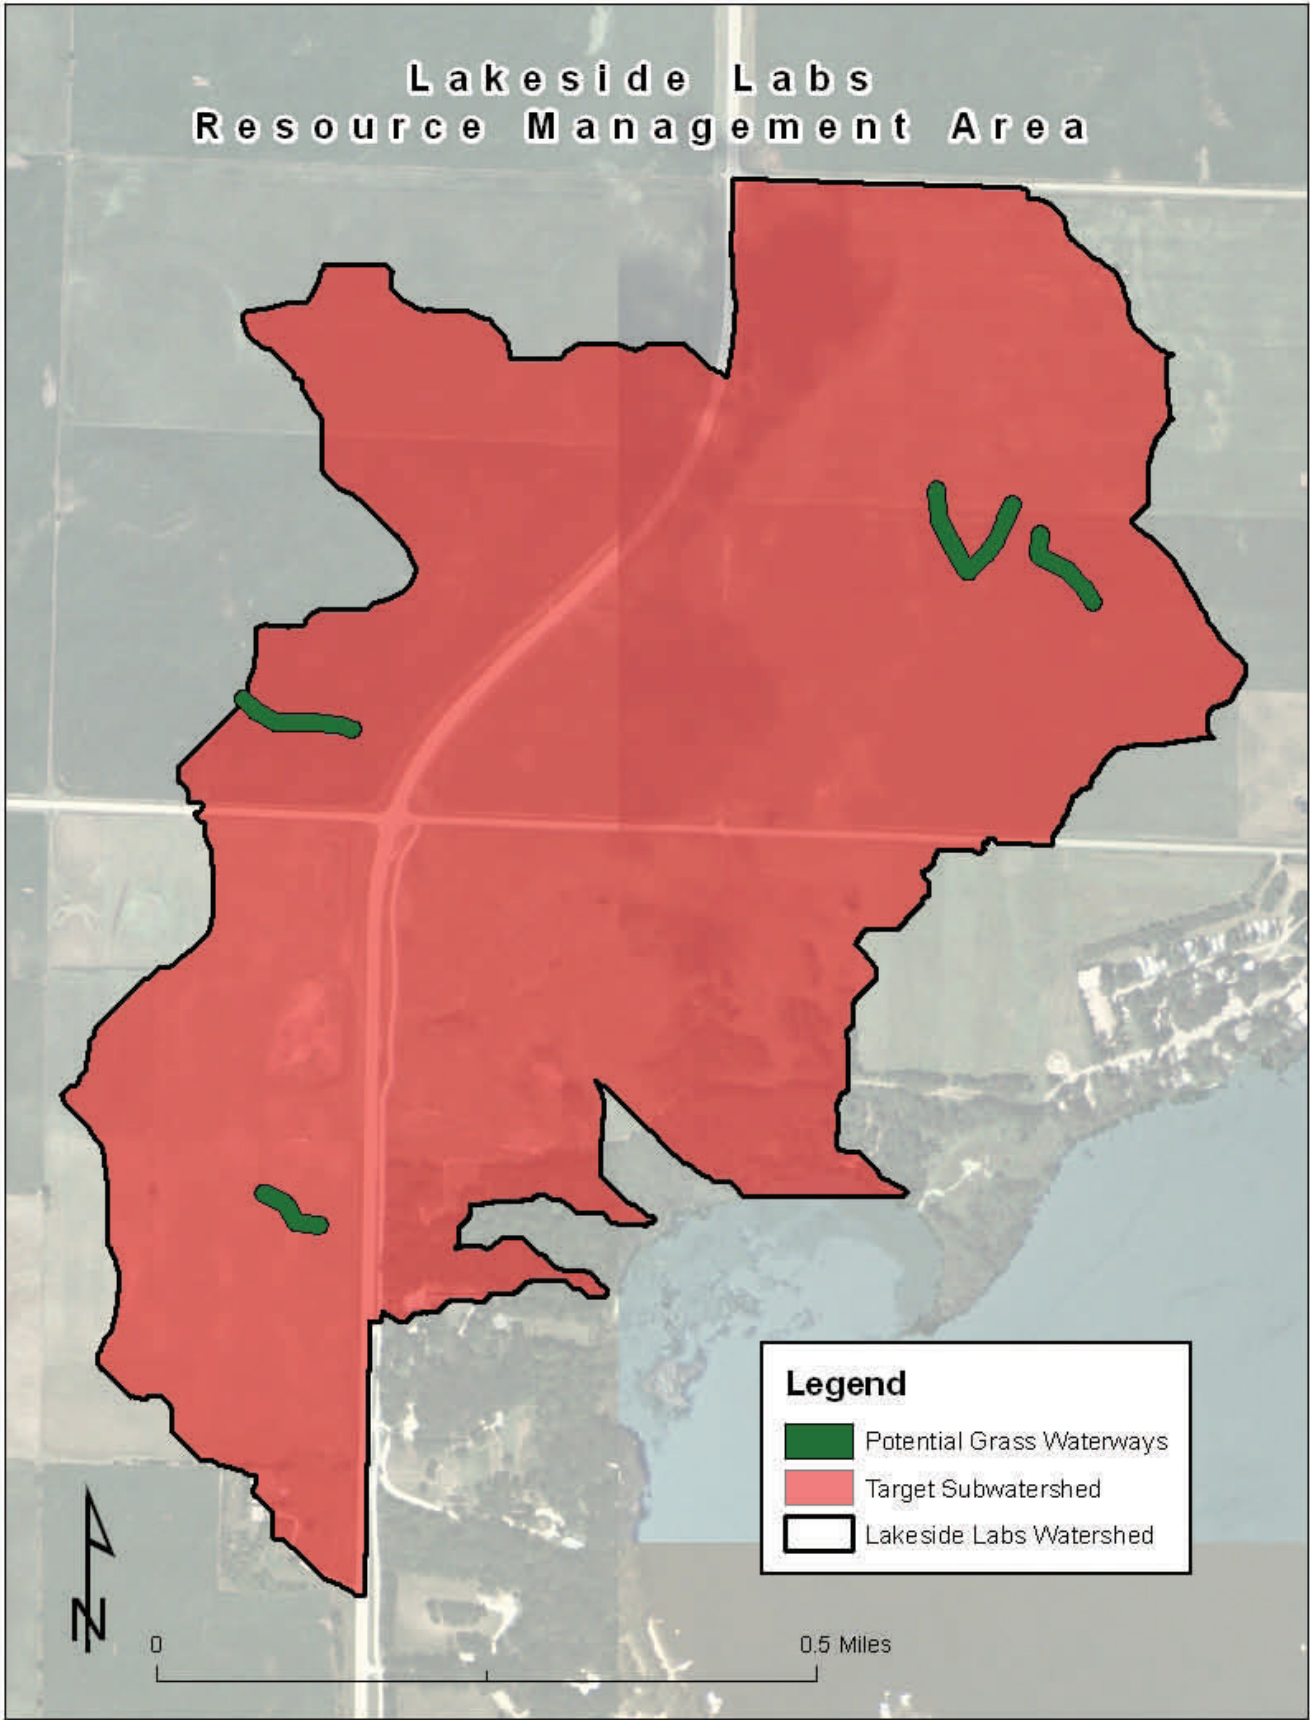 Lakeside Labs
Resource Management Area
Legend
Potential Grass Waterways
Target Subwatershed
Lakeside Labs Watershed
N
0
0.5 Miles